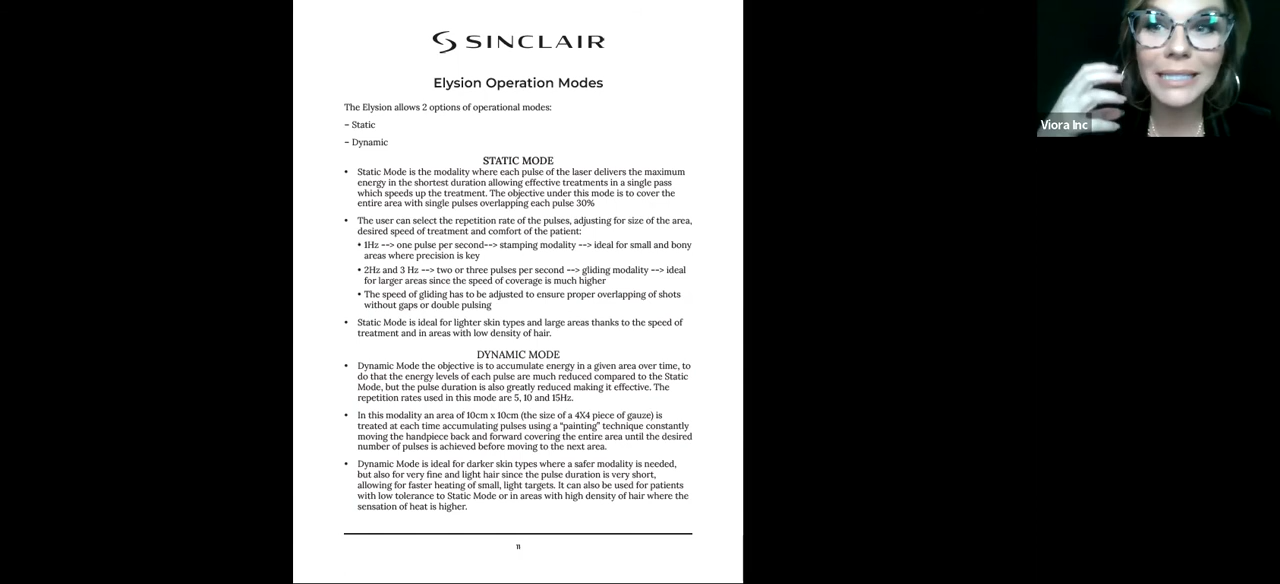 SINCLAIR
Elysion Operation Modes
The Elysion allows 2 options of operational modes:
– Static
– Dynamic
STATIC MODE
• Static Mode is the modality where each pulse of the laser delivers the maximum
energy in the shortest duration allowing effective treatments in a single pass
which speeds up the treatment. The objective under this mode is to cover the
entire area with single pulses overlapping each pulse 30%
• The user can select the repetition rate of the pulses, adjusting for size of the area,
desired speed of treatment and comfort of the patient:
• 1Hz --> one pulse per second--> stamping modality --> ideal for small and bony
areas where precision is key
• 2Hz and 3 Hz --> two or three pulses per second --> gliding modality --> ideal
for larger areas since the speed of coverage is much higher
• The speed of gliding has to be adjusted to ensure proper overlapping of shots
without gaps or double pulsing
• Static Mode is ideal for lighter skin types and large areas thanks to the speed of
treatment and in areas with low density of hair.
DYNAMIC MODE
• Dynamic Mode the objective is to accumulate energy in a given area over time, to
do that the energy levels of each pulse are much reduced compared to the Static
Mode, but the pulse duration is also greatly reduced making it effective. The
repetition rates used in this mode are 5, 10 and 15Hz.
• In this modality an area of 10cm x 10cm (the size of a 4X4 piece of gauze) is
treated at each time accumulating pulses using a “painting” technique constantly
moving the handpiece back and forward covering the entire area until the desired
number of pulses is achieved before moving to the next area.
• Dynamic Mode is ideal for darker skin types where a safer modality is needed,
but also for very fine and light hair since the pulse duration is very short,
allowing for faster heating of small, light targets. It can also be used for patients
with low tolerance to Static Mode or in areas with high density of hair where the
sensation of heat is higher.
11
Viora Inc